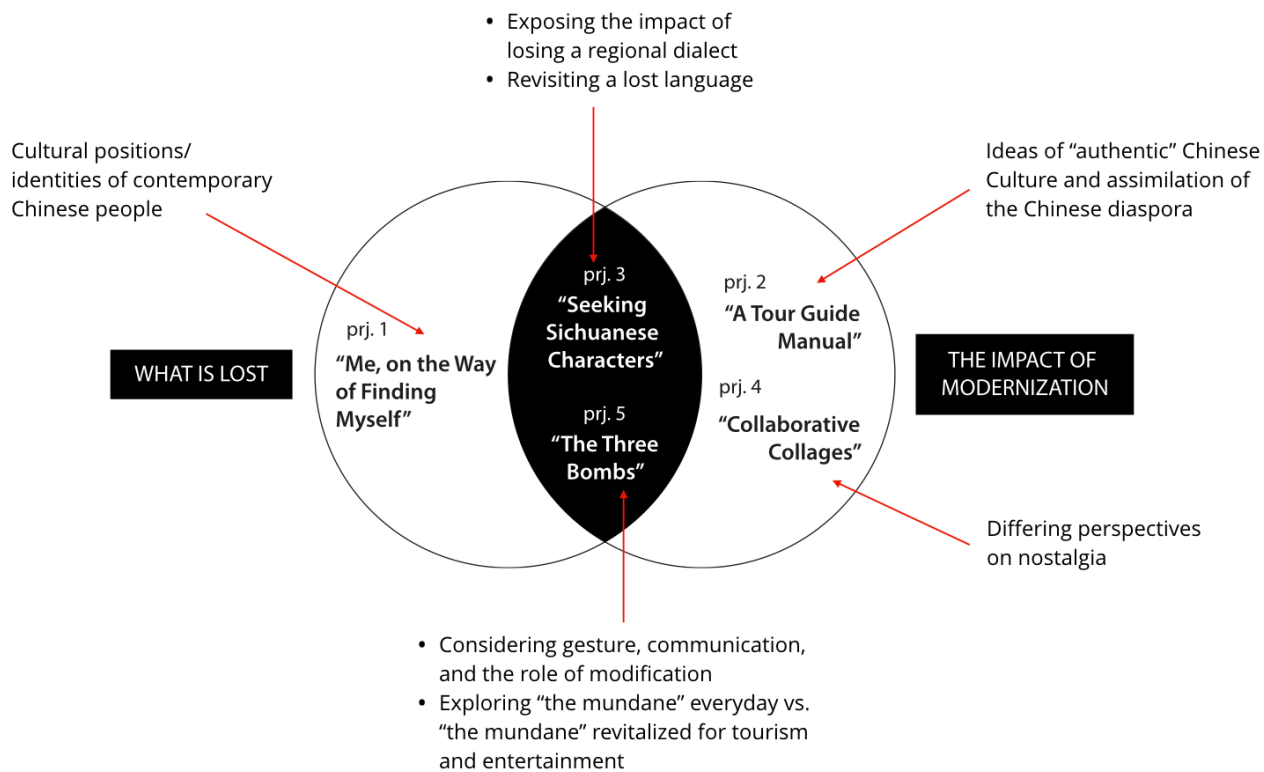 • Exposing the impact of
losing a regional dialect
• Revisiting a lost language
Cultural positions/
identities of contemporary
Chinese people
Ideas of “authentic” Chinese
Culture and assimilation of
the Chinese diaspora
WHAT IS LOST
prj. 1
“Me, on the Way
of Finding
Myself”
prj. 3
“Seeking
Sichuanese
Characters”
prj. 5
“The Three
Bombs”
prj. 2
“A Tour Guide
Manual”
prj. 4
“Collaborative
Collages”
THE IMPACT OF
MODERNIZATION
Differing perspectives
on nostalgia
• Considering gesture, communication,
and the role of modification
• Exploring “the mundane” everyday vs.
“the mundane” revitalized for tourism
and entertainment